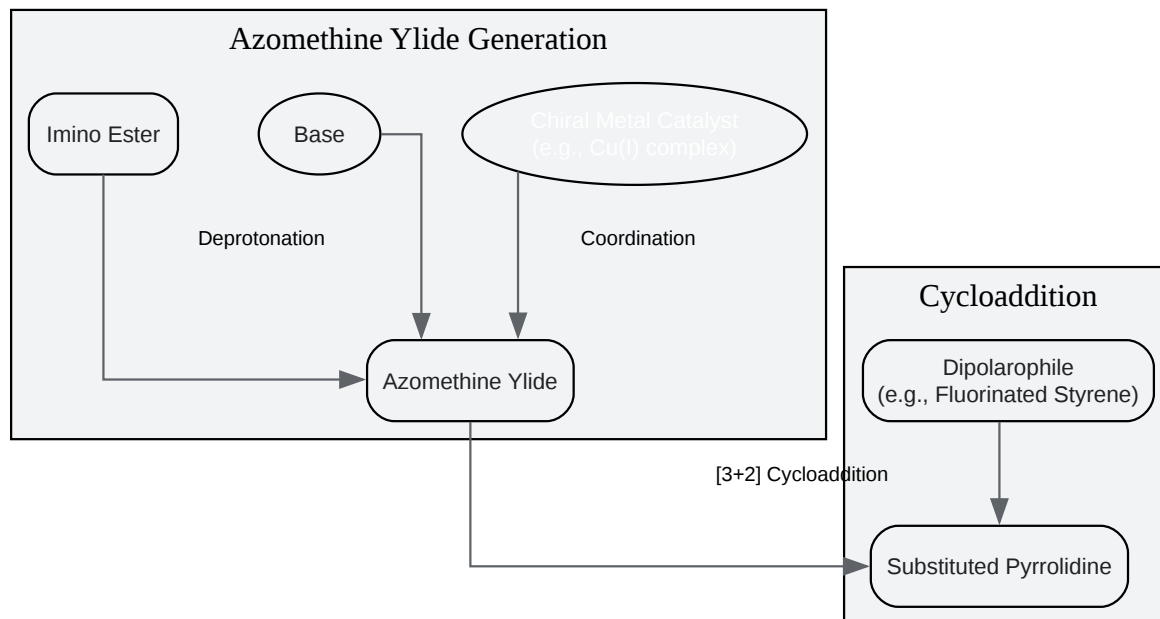 Azomethine Ylide Generation
Imino Ester
Base
Chiral Metal Catalyst
(e.g., Cu(I) complex)
Deprotonation
Coordination
Azomethine Ylide
Cycloaddition
Dipolarophile
(e.g., Fluorinated Styrene)
[3+2] Cycloaddition
Substituted Pyrrolidine